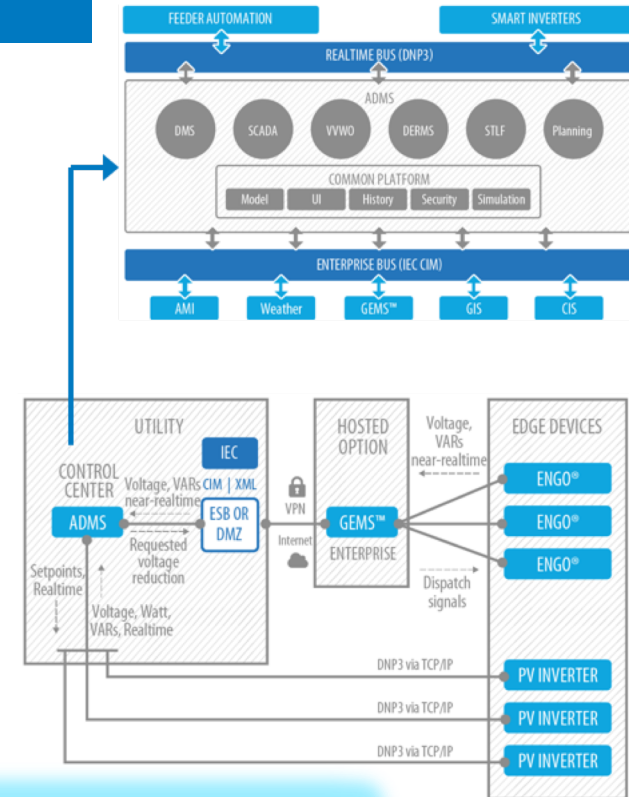 FEEDER AUTOMATION
SMART INVERTERS
REALTIME BUS (DNP3)
ADMS
DMS
SCADA
VVWO
DERMS
STLF
Planning
COMMON PLATFORM
Model
UI
History
Security
Simulation
ENTERPRISE BUS (IEC CIM)
AMI
Weather
GEMS™
GIS
CIS
UTILITY
IEC
CIM | XML
ESB OR
DMZ
CONTROL
CENTER
ADMS
Voltage, VARs
near-realtime
Requested
voltage
reduction
Setpoints,
Realtime
Voltage, Watt,
VARs, Realtime
VPN
Internet
HOSTED
OPTION
GEMS™
ENTERPRISE
Voltage,
VARs
near-realtime
Dispatch
signals
EDGE DEVICES
ENGO®
ENGO®
ENGO®
DNP3 via TCP/IP
PV INVERTER
DNP3 via TCP/IP
PV INVERTER
DNP3 via TCP/IP
PV INVERTER